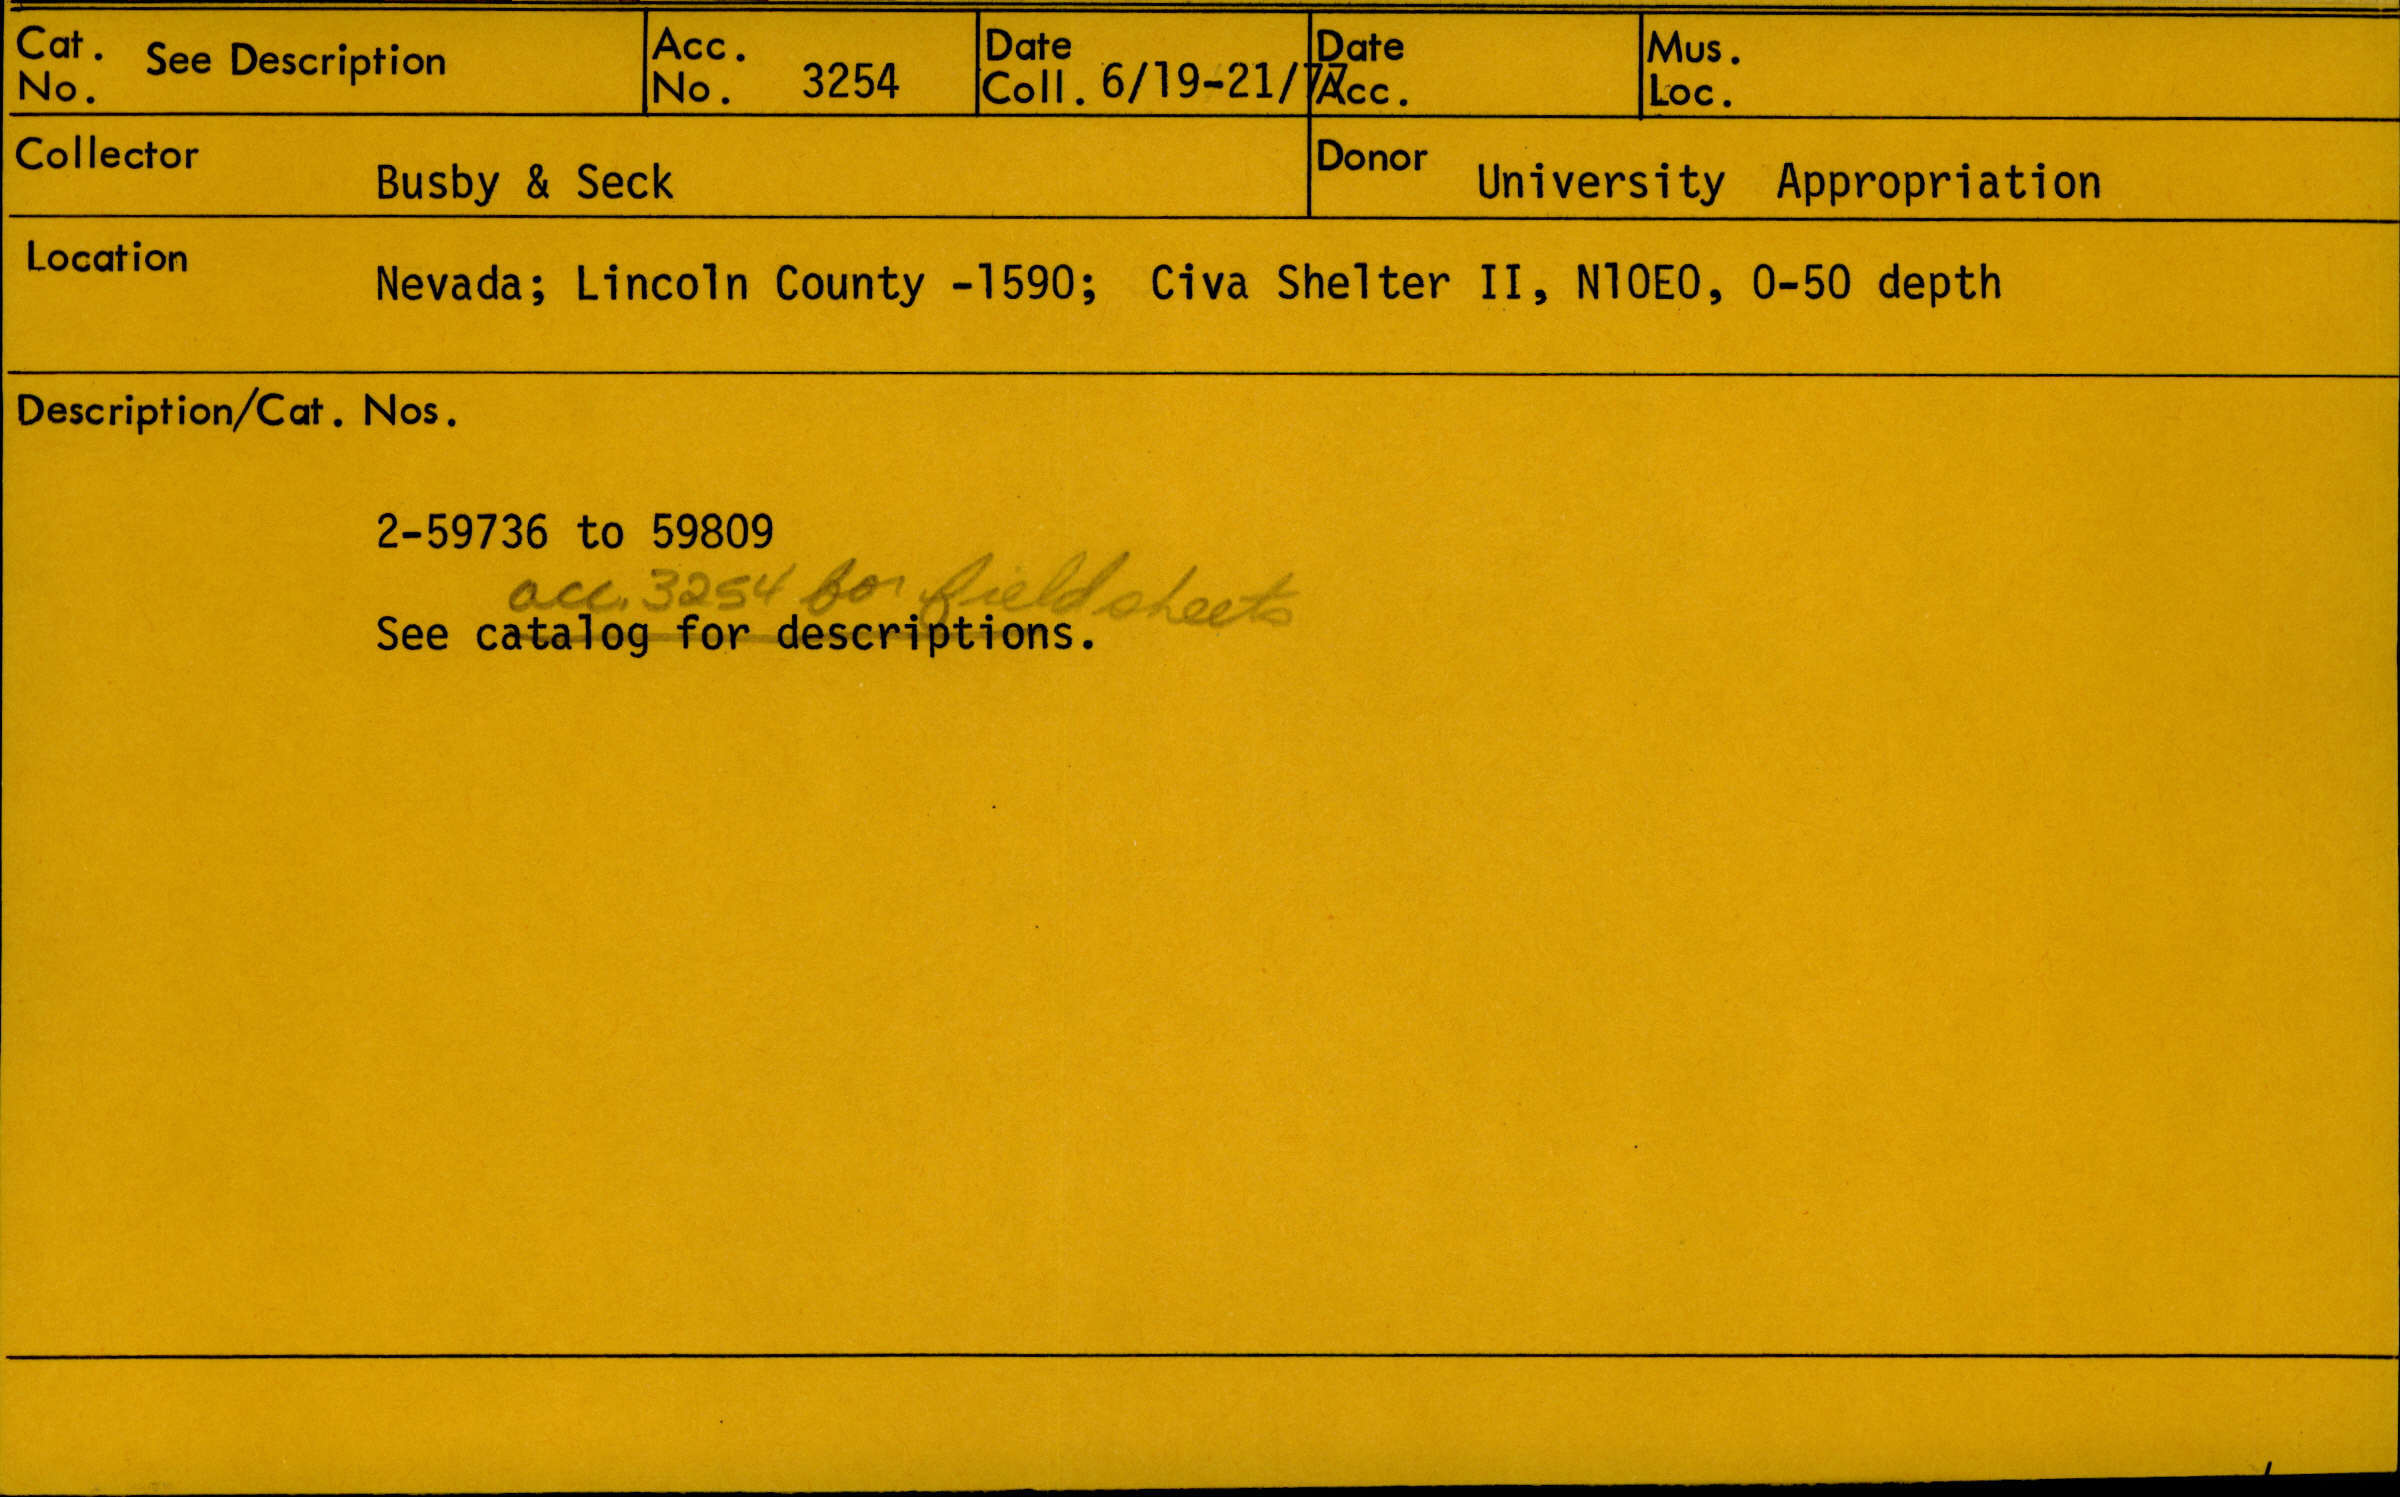 Cat. No. See Description Acc. No. 3254 Date Coll. 6/19-21/77 Date Acc. Mus. Loc.
Collector Busby & Seck Donor University Appropriation
Location Nevada; Lincoln County -1590; Civa Shelter II, N10E0, 0-50 depth
Description/Cat. Nos.
2-59736 to 59809
acc. 3254 for field sheets
See catalog for descriptions.